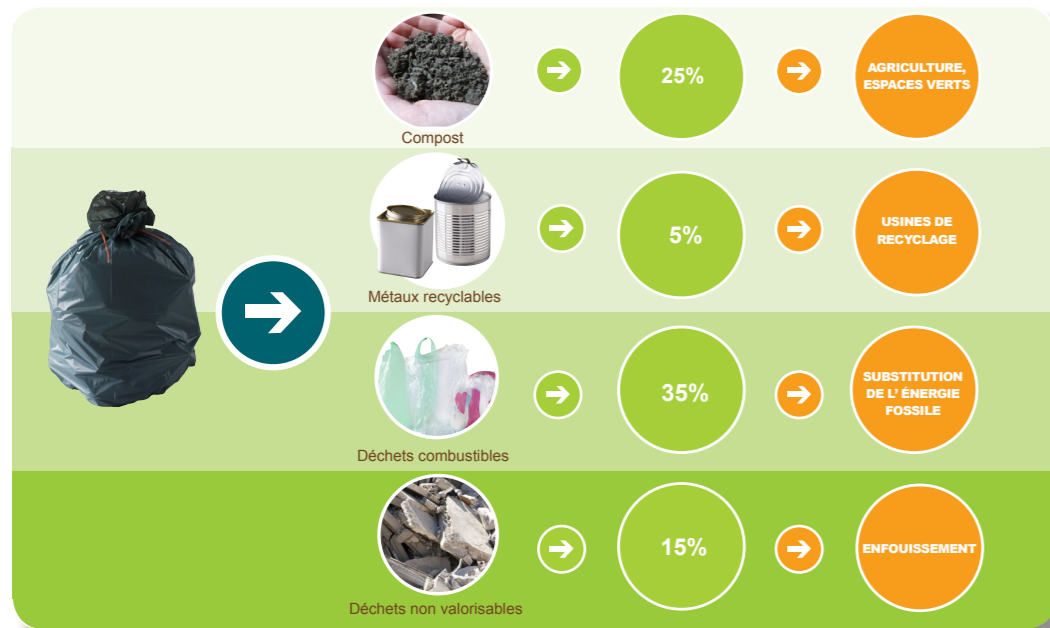 Compost
25%
AGRICULTURE,
ESPACES VERTS
Métaux recyclables
5%
USINES DE
RECYCLAGE
Déchets combustibles
35%
SUBSTITUTION
DE L' ÉNERGIE
FOSSILE
Déchets non valorisables
15%
ENFOUISSEMENT